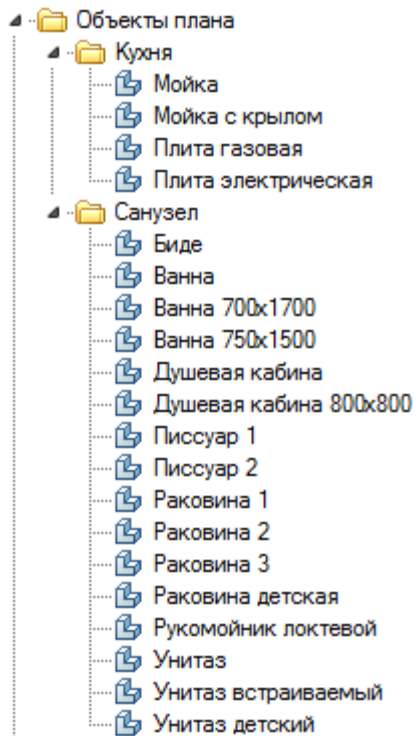 Объекты плана
Кухня
Мойка
Мойка с крылом
Плита газовая
Плита электрическая
Санузел
Биде
Ванна
Ванна 700x1700
Ванна 750x1500
Душевая кабина
Душевая кабина 800x800
Писсуар 1
Писсуар 2
Раковина 1
Раковина 2
Раковина 3
Раковина детская
Рукомойник локтевой
Унитаз
Унитаз встраиваемый
Унитаз детский